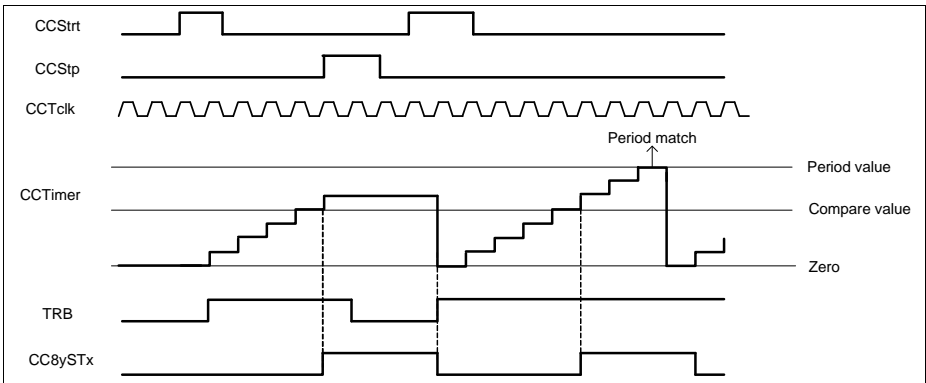 CCStrt
CCStp
CCTclk
Period match
Period value
CCTimer
Compare value
Zero
TRB
CC8ySTx